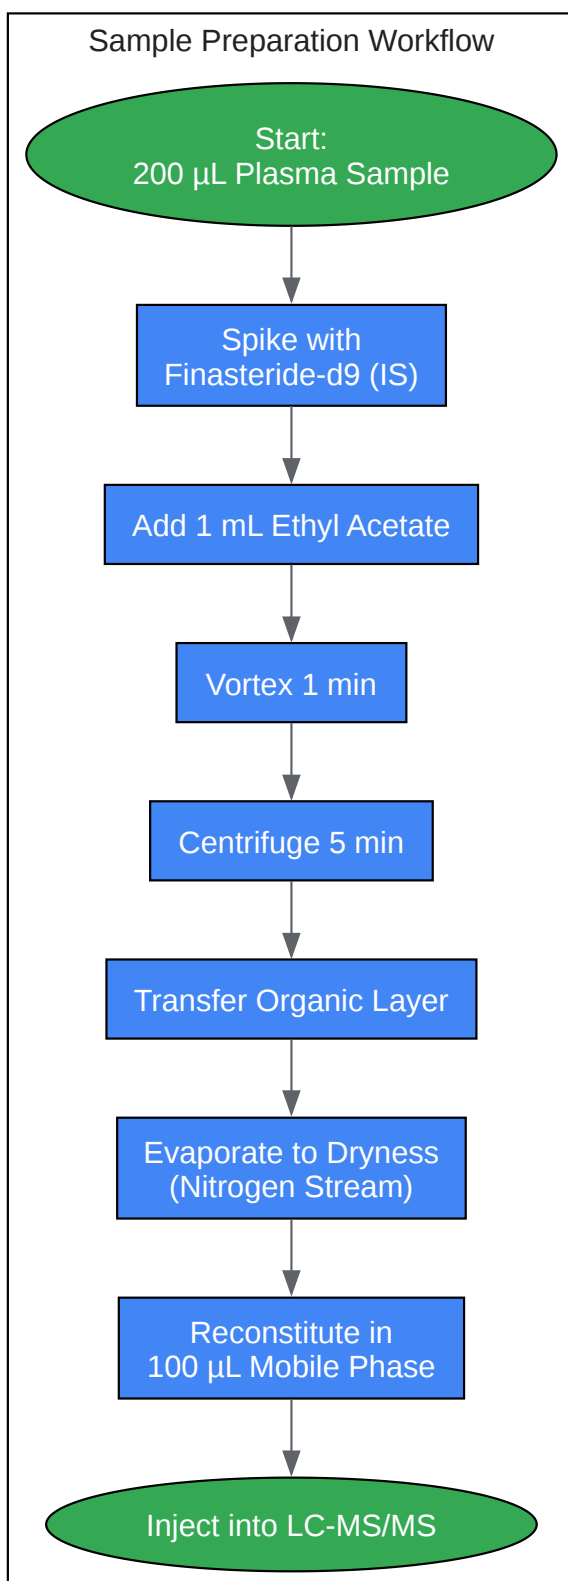 Sample Preparation Workflow
Start:
200 µL Plasma Sample
Spike with
Finasteride-d9 (IS)
Add 1 mL Ethyl Acetate
Vortex 1 min
Centrifuge 5 min
Transfer Organic Layer
Evaporate to Dryness
(Nitrogen Stream)
Reconstitute in
100 µL Mobile Phase
Inject into LC-MS/MS